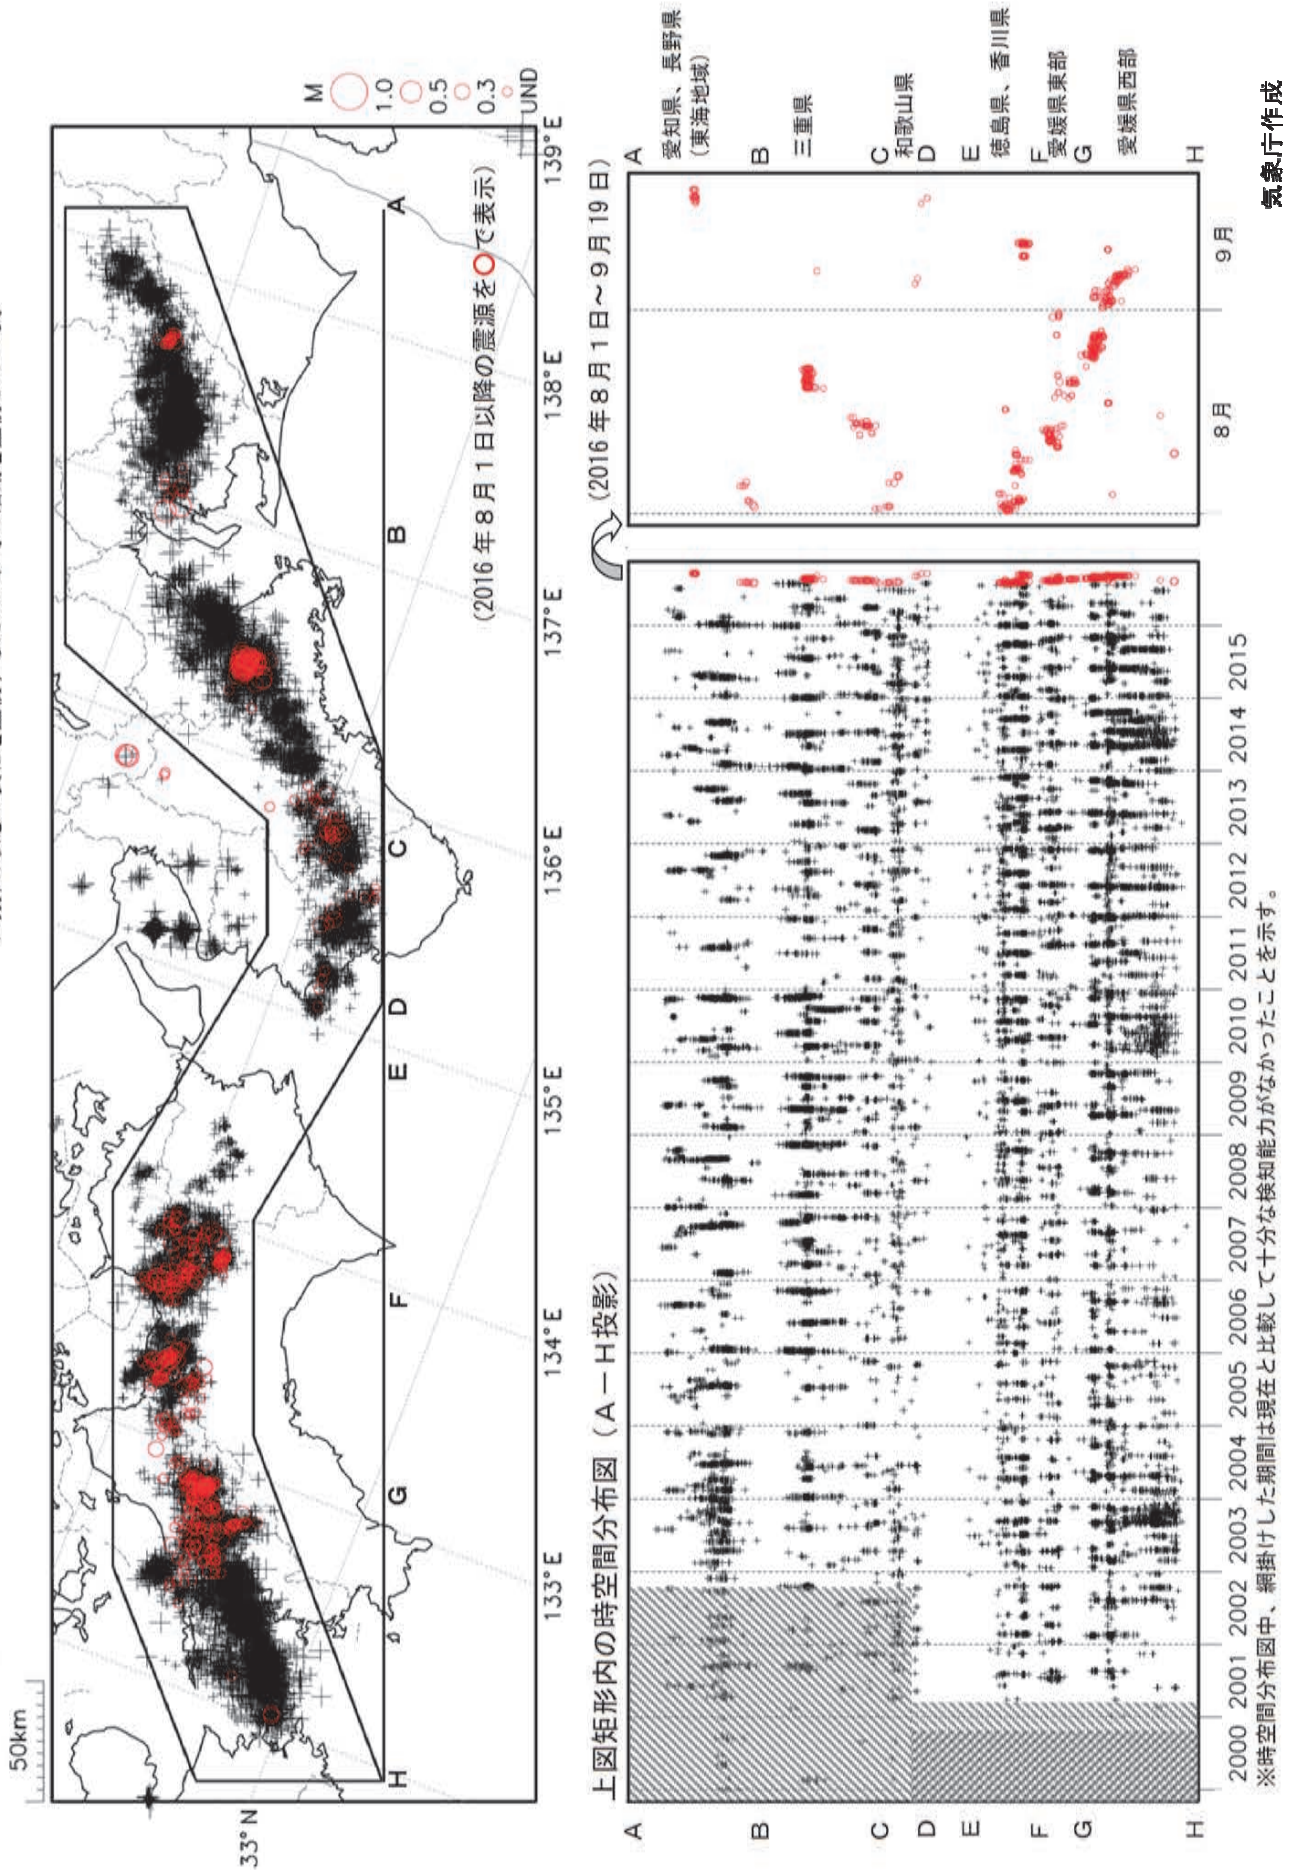 50km
33°N
133°E
134°E
135°E
136°E
137°E
138°E
139°E
M
1.0
0.5
0.3
UND
H
G
F
E
D
C
B
A
(2016年8月1日以降の震源を○で表示)
上図矩形内の時空間分布図（A－H投影）
(2016年8月1日～9月19日)
A
B
C
D
E
F
G
H
2000 2001 2002 2003 2004 2005 2006 2007 2008 2009 2010 2011 2012 2013 2014 2015
8月
9月
A
愛知県、長野県
(東海地域)
B
三重県
C
和歌山県
D
E
徳島県、香川県
F
愛媛県東部
G
愛媛県西部
H
※時空間分布図中、網掛けした期間は現在と比較して十分な検知能力がなかったことを示す。
気象庁作成